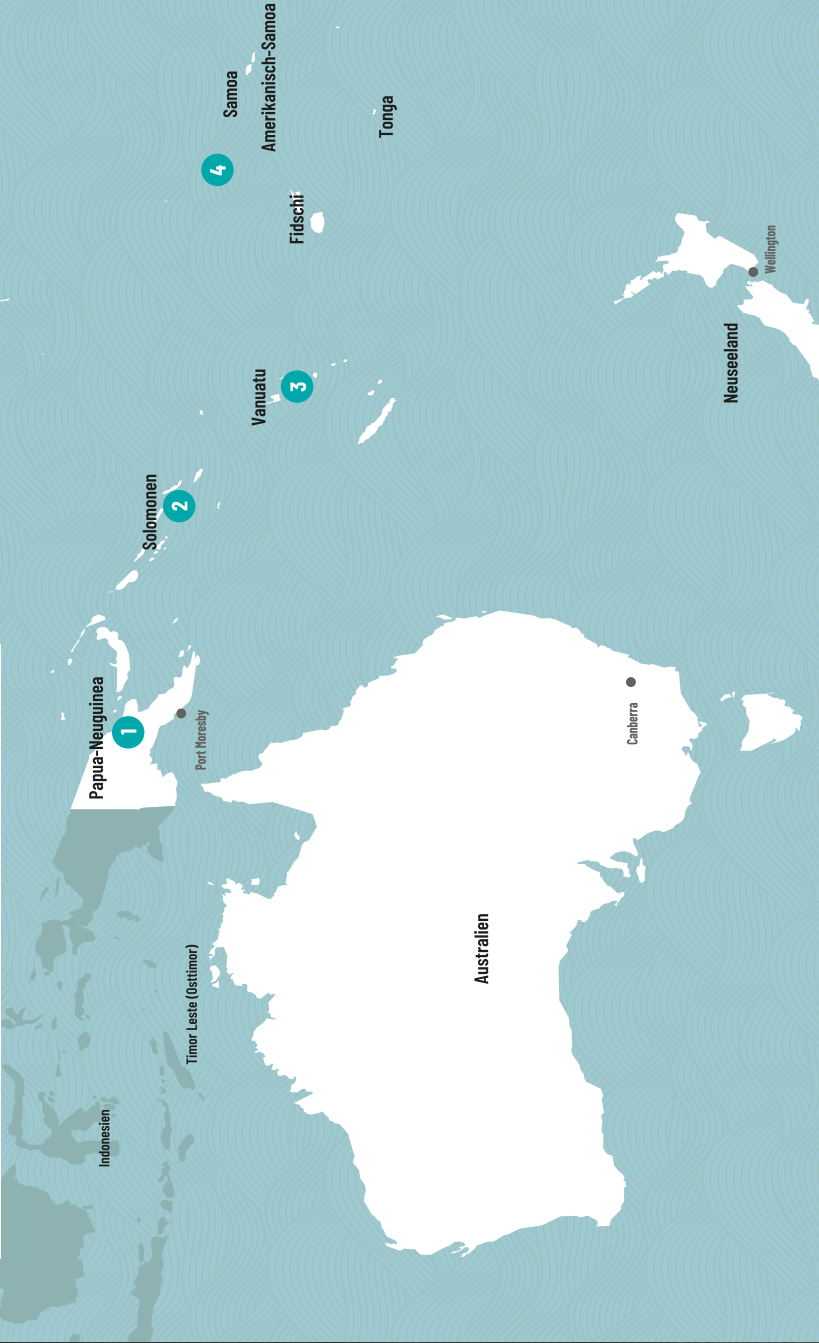 Indonesien
Timor Leste (Osttimor)
Papua-Neuguinea
1
Port Moresby
Solomonen
2
Vanuatu
3
4
Samoa
Amerikanisch-Samoa
Fidschi
Tonga
Australien
Canberra
Neuseeland
Wellington